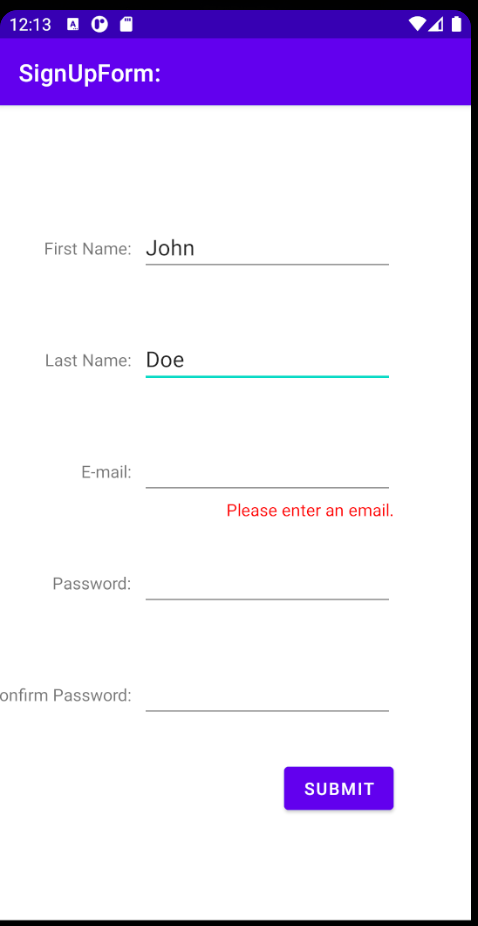 12:13
SignUpForm:
First Name: John
Last Name: Doe
E-mail:
Please enter an email.
Password:
onfirm Password:
SUBMIT